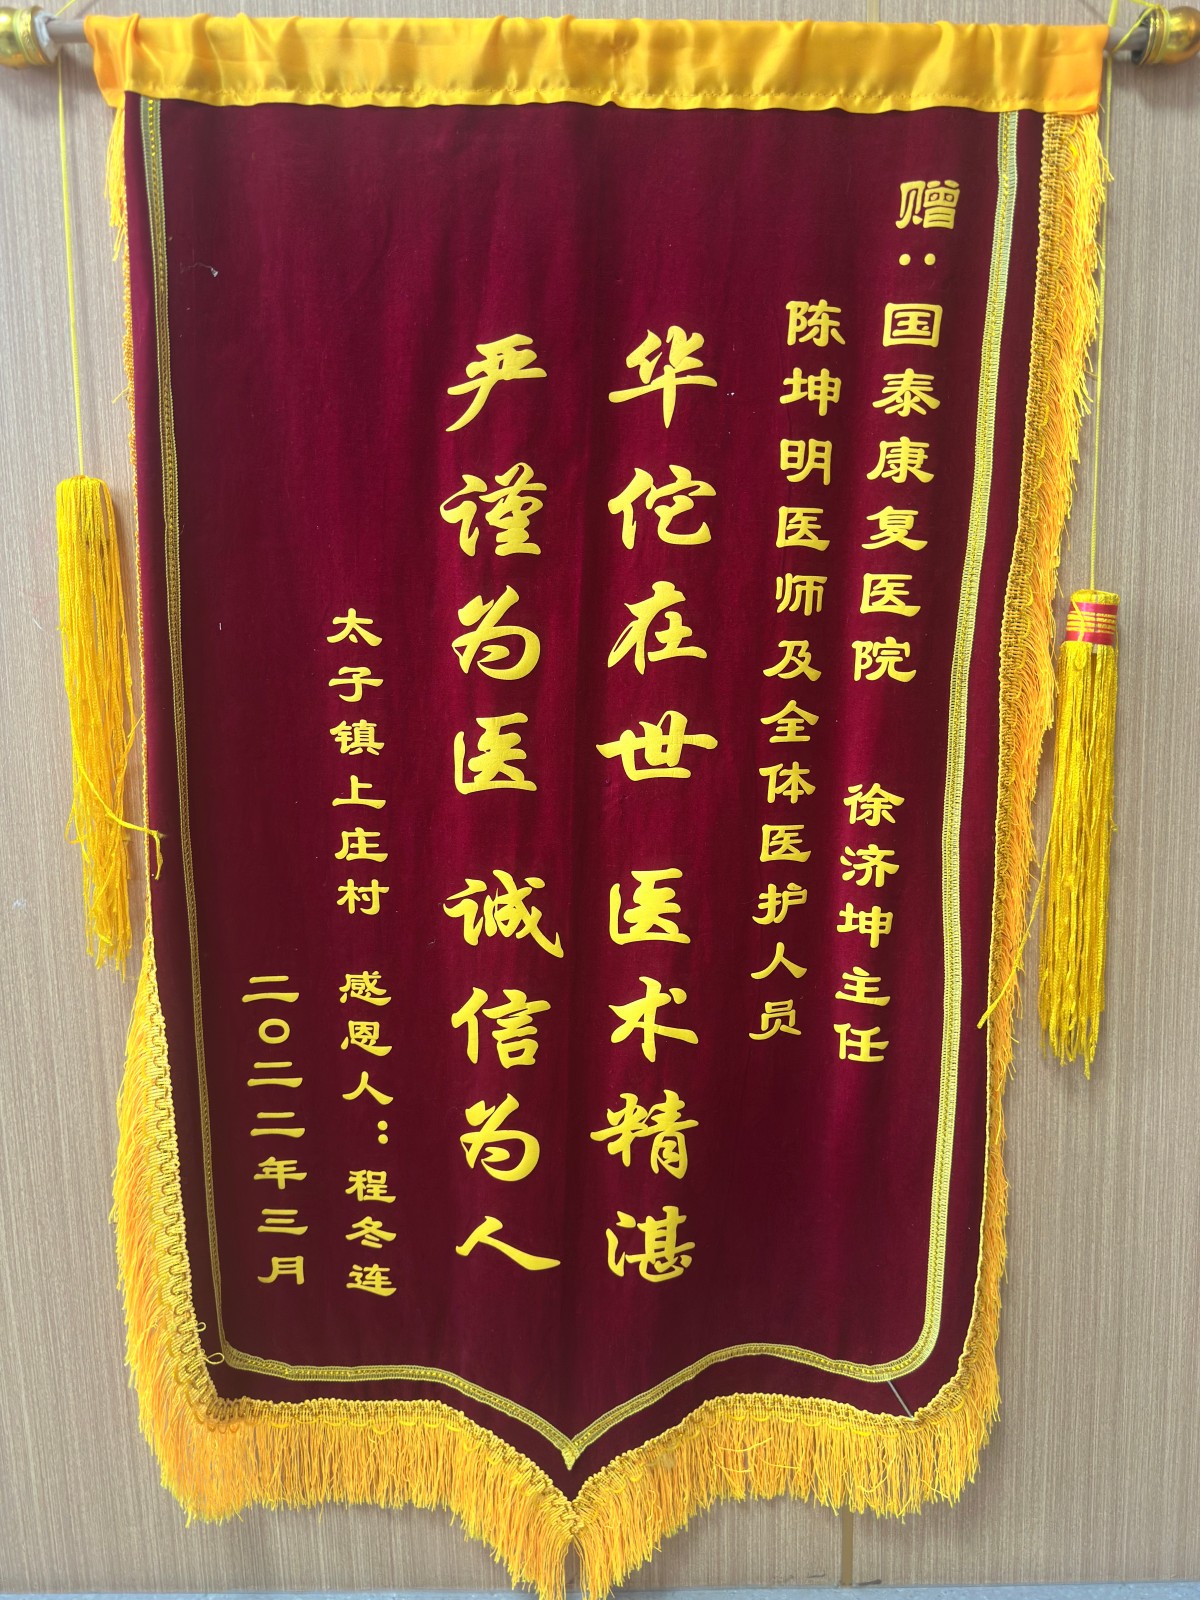 赠：国泰康复医院 徐济坤主任
陈坤明医师及全体医护人员
华佗在世 医术精湛
严谨为医 诚信为人
太子镇上庄村 感恩人：程冬连
二〇二二年三月